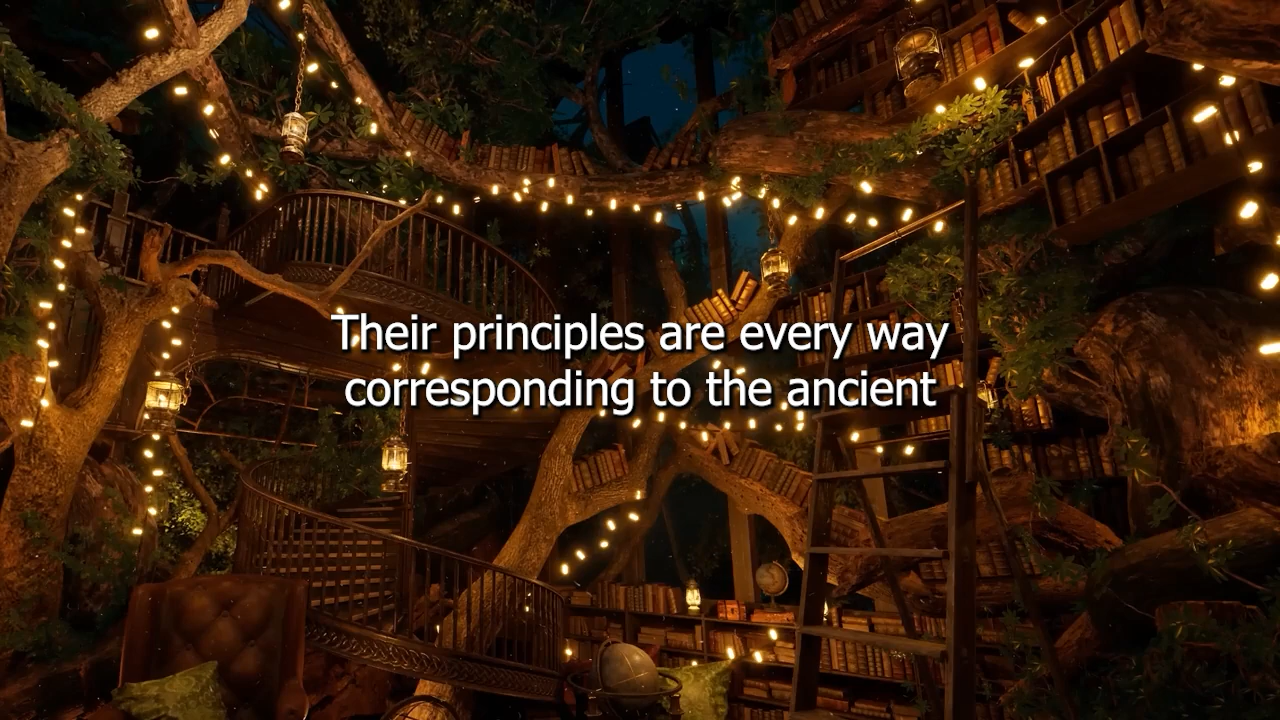 Their principles are every way
corresponding to the ancient